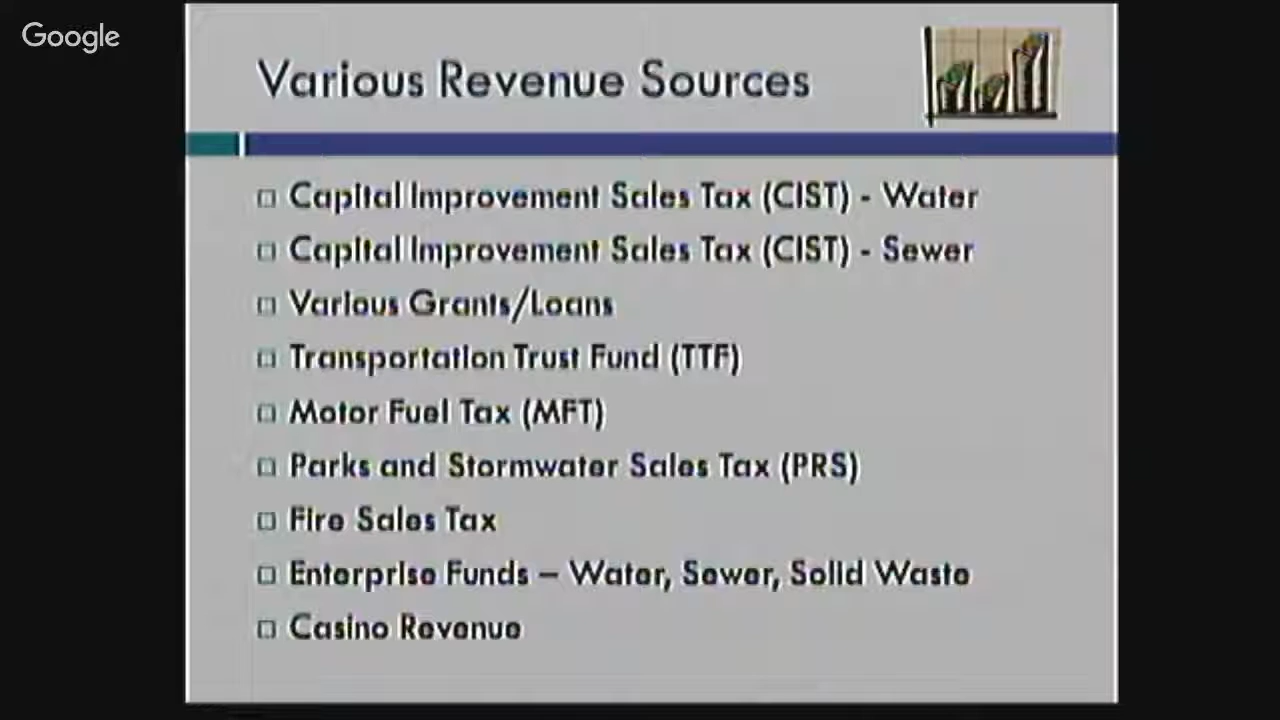 Google
Various Revenue Sources
Capital Improvement Sales Tax (CIST) - Water
Capital Improvement Sales Tax (CIST) - Sewer
Various Grants/Loans
Transportation Trust Fund (TTF)
Motor Fuel Tax (MFT)
Parks and Stormwater Sales Tax (PRS)
Fire Sales Tax
Enterprise Funds – Water, Sewer, Solid Waste
Casino Revenue